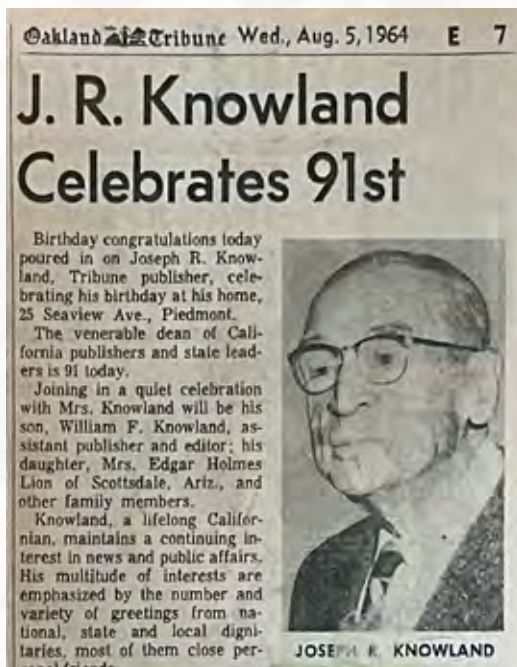 Oakland Tribune Wed., Aug. 5, 1964 E 7
J. R. Knowland
Celebrates 91st
Birthday congratulations today
poured in on Joseph R. Know-
land, Tribune publisher, cele-
brating his birthday at his home,
25 Seaview Ave., Piedmont.
The venerable dean of Cali-
fornia publishers and state lead-
ers is 91 today.
Joining in a quiet celebration
with Mrs. Knowland will be his
son, William F. Knowland, as-
sistant publisher and editor; his
daughter, Mrs. Edgar Holmes
Lion of Scottsdale, Ariz., and
other family members.
Knowland, a lifelong Califor-
nian, maintains a continuing in-
terest in news and public affairs.
His multitude of interests are
emphasized by the number and
variety of greetings from na-
tional, state and local digni-
taries, most of them close per-
sonal friends.
JOSEPH R. KNOWLAND